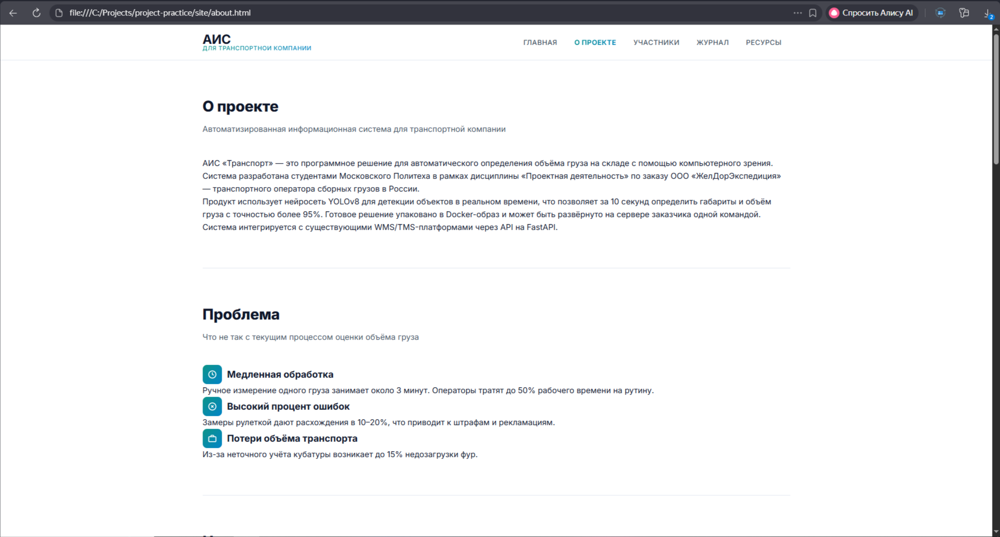 file:///C:/Projects/project-practice/site/about.html
Спросить Алису AI
2
АИС
ДЛЯ ТРАНСПОРТНОЙ КОМПАНИИ
ГЛАВНАЯ
О ПРОЕКТЕ
УЧАСТНИКИ
ЖУРНАЛ
РЕСУРСЫ
О проекте
Автоматизированная информационная система для транспортной компании
АИС «Транспорт» — это программное решение для автоматического определения объёма груза на складе с помощью компьютерного зрения.
Система разработана студентами Московского Политеха в рамках дисциплины «Проектная деятельность» по заказу ООО «ЖелДорЭкспедиция»
— транспортного оператора сборных грузов в России.
Продукт использует нейросеть YOLOv8 для детекции объектов в реальном времени, что позволяет за 10 секунд определить габариты и объём
груза с точностью более 95%. Готовое решение упаковано в Docker-образ и может быть развёрнуто на сервере заказчика одной командой.
Система интегрируется с существующими WMS/TMS-платформами через API на FastAPI.
Проблема
Что не так с текущим процессом оценки объёма груза
Медленная обработка
Ручное измерение одного груза занимает около 3 минут. Операторы тратят до 50% рабочего времени на рутину.
Высокий процент ошибок
Замеры рулеткой дают расхождения в 10–20%, что приводит к штрафам и рекламациям.
Потери объёма транспорта
Из-за неточного учёта кубатуры возникает до 15% недозагрузки фур.